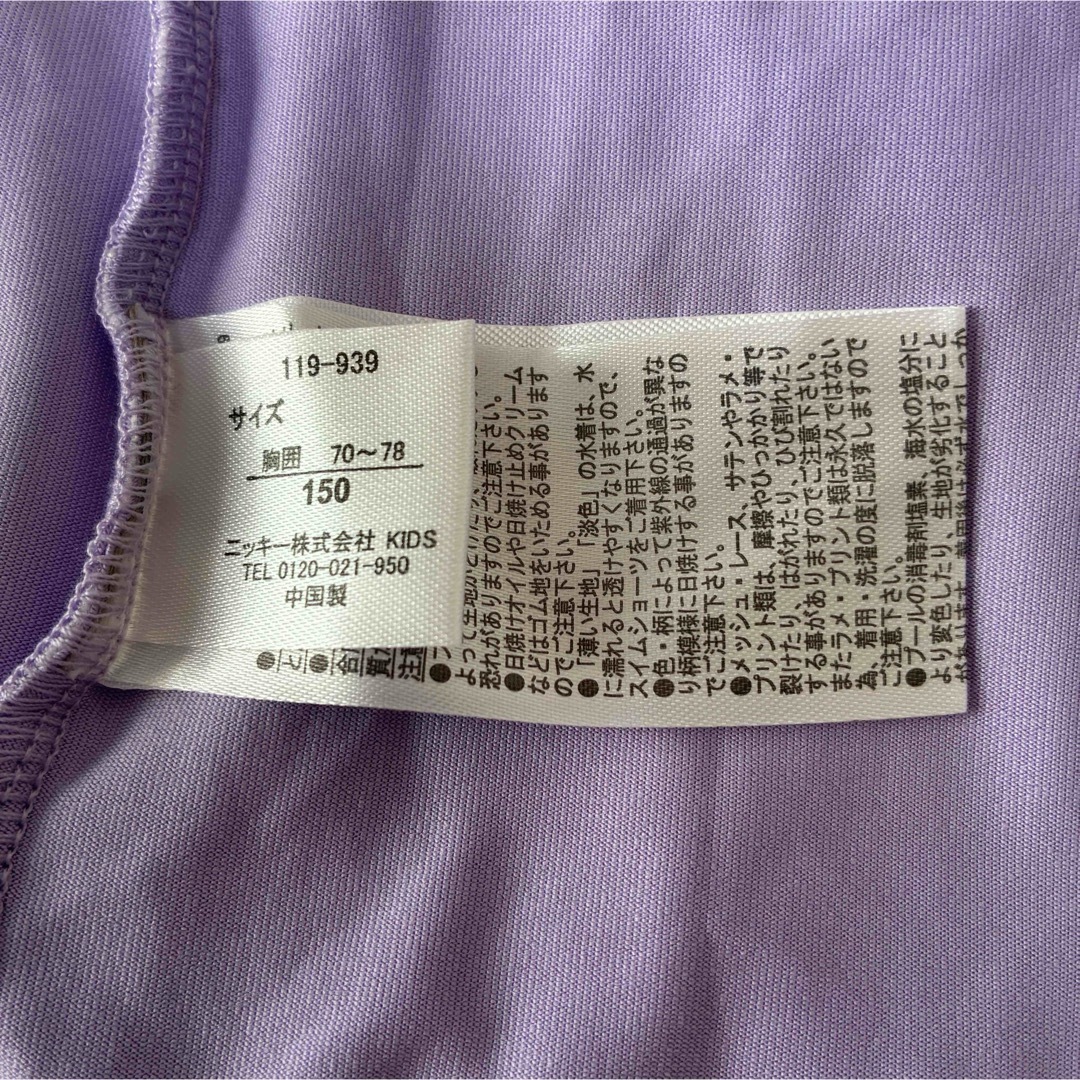 119-939
サイズ
胸囲 70～78
150
ニッキー株式会社 KIDS
TEL 0120-021-950
中国製
恐れがありますのでご注意下さい。
●日焼けオイルや日焼け止めクリーム
などはゴム地をいためる事があります
のでご注意下さい。
●「薄い生地」「淡色」の水着は、水
に濡れると透けやすくなりますので、
スイムショーツをご着用下さい。
●色・柄によって紫外線の通過が異な
り柄模様に日焼けする事がありますの
でご注意下さい。
●メッシュ・レース、サテンやラメ・
プリント類は、摩擦やひっかかり等で
裂けたり、はがれたり、ひび割れたり
する事がありますのでご注意下さい。
またラメ・プリント類は永久ではない
為、着用・洗濯の度に脱落しますので
ご注意下さい。
●プールの消毒剤塩素、海水の塩分に
より変色したり、生地が劣化すること